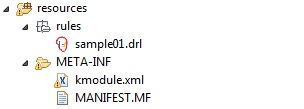 resources
rules
sample01.drl
META-INF
kmodule.xml
MANIFEST.MF